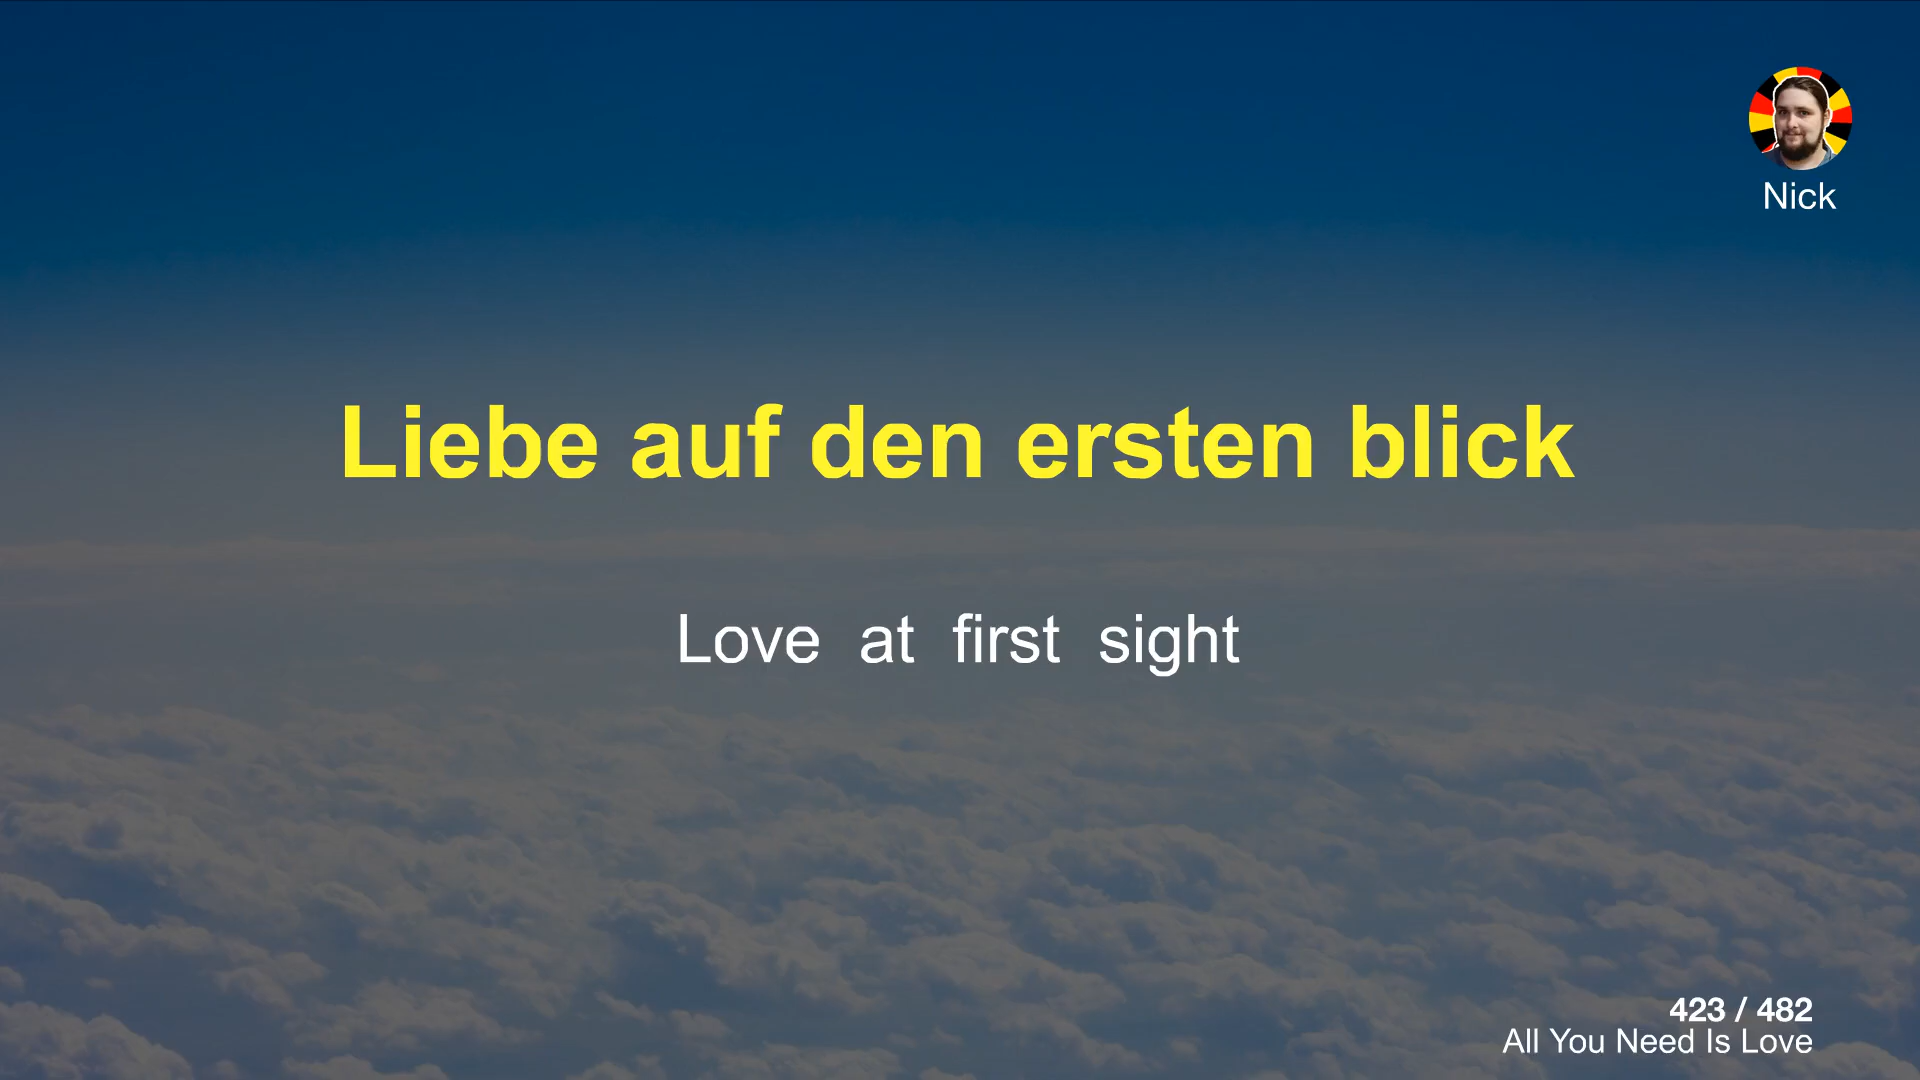 Nick
Liebe auf den ersten blick
Love at first sight
423 / 482
All You Need Is Love